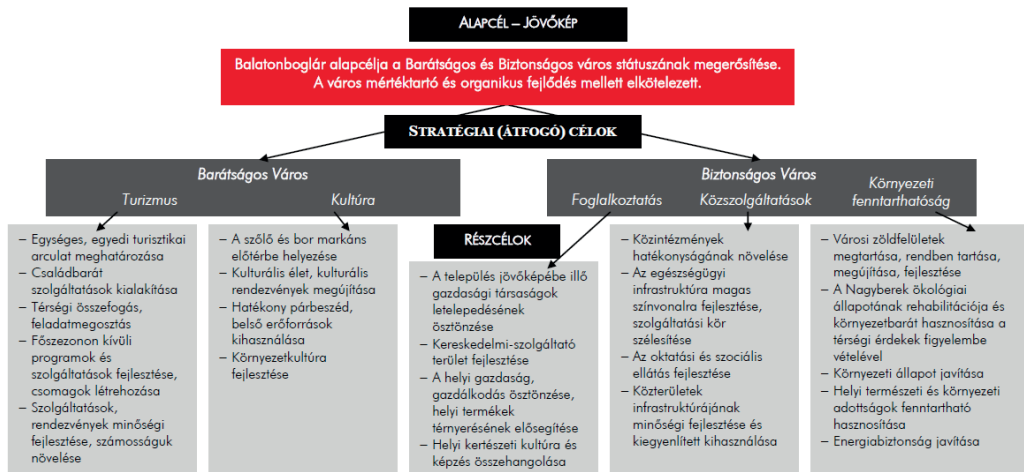 ALAPCÉL – JÖVŐKÉP
Balatonboglár alapcélja a Barátságos és Biztonságos város státuszának megerősítése.
A város mértéktartó és organikus fejlődés mellett elkötelezett.
STRATÉGIAI (ÁTFOGÓ) CÉLOK
Barátságos Város
Turizmus
Kultúra
Biztonságos Város
Foglalkoztatás
Közszolgáltatások
Környezeti
fenntarthatóság
– Egységes, egyedi turisztikai
arculat meghatározása
– Családbarát
szolgáltatások kialakítása
– Térségi összefogás,
feladatmegosztás
– Főszezonon kívüli
programok és
szolgáltatások fejlesztése,
csomagok létrehozása
– Szolgáltatások,
rendezvények minőségi
fejlesztése, számosságuk
növelése
– A szőlő és bor markáns
előtérbe helyezése
– Kulturális élet, kulturális
rendezvények megújítása
– Hatékony párbeszéd,
belső erőforrások
kihasználása
– Környezetkultúra
fejlesztése
RÉSZCÉLOK
– A település jövőképébe illő
gazdasági társaságok
letelepedésének
ösztönzése
– Kereskedelmi-szolgáltató
terület fejlesztése
– A helyi gazdaság,
gazdálkodás ösztönzése,
helyi termékek
térnyerésének elősegítése
– Helyi kertészeti kultúra és
képzés összehangolása
– Közintézmények
hatékonyságának növelése
– Az egészségügyi
infrastruktúra magas
színvonalra fejlesztése,
szolgáltatási kör
szélesítése
– Az oktatási és szociális
ellátás fejlesztése
– Közterületek
infrastruktúrájának
minőségi fejlesztése és
kiegyenlített kihasználása
– Városi zöldfelületek
megtartása, rendben tartása,
megújítása, fejlesztése
– A Nagyberek ökológiai
állapotának rehabilitációja és
környezetbarát hasznosítása a
térségi érdekek figyelembe
vételével
– Környezeti állapot javítása
– Helyi természeti és környezeti
adottságok fenntartható
hasznosítása
– Energiabiztonság javítása